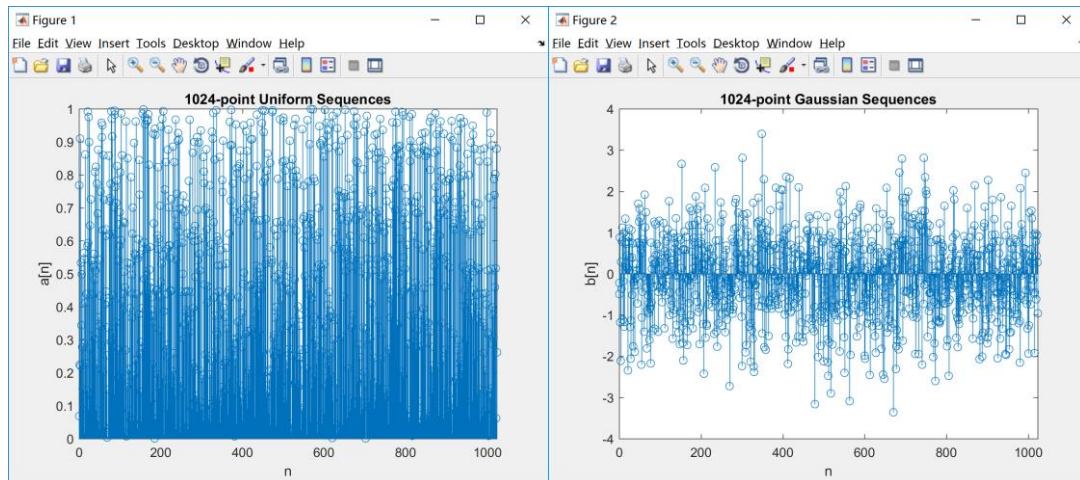 Figure 1
File Edit View Insert Tools Desktop Window Help
1024-point Uniform Sequences
1
0.9
0.8
0.7
0.6
0.5
0.4
0.3
0.2
0.1
0
a[n]
0 200 400 600 800 1000
n
Figure 2
File Edit View Insert Tools Desktop Window Help
1024-point Gaussian Sequences
4
3
2
1
0
-1
-2
-3
-4
b[n]
0 200 400 600 800 1000
n